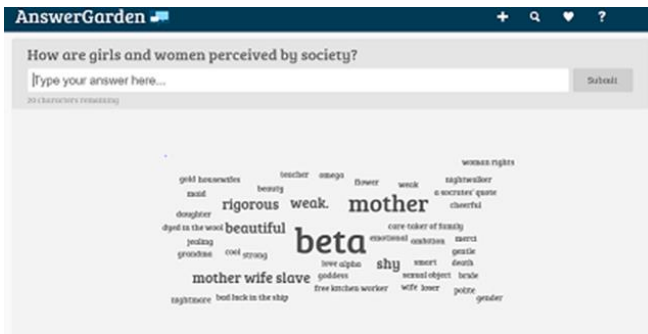 AnswerGarden
How are girls and women perceived by society?
Type your answer here...
Submit
20 characters remaining
women rights
teacher omega
gold housewifes flower weak nightwalker
maid beauty a socrates' quote
rigorous weak. mother cheerful
daughter
dyed in the wool beautiful care-taker of family
beta emotional ambition merci
jealing
grandma cool strong gentle
love alpha shy smart death
mother wife slave goddess sexual object bride
free kitchen worker wife loser polite
nightmare bad luck in the ship gender